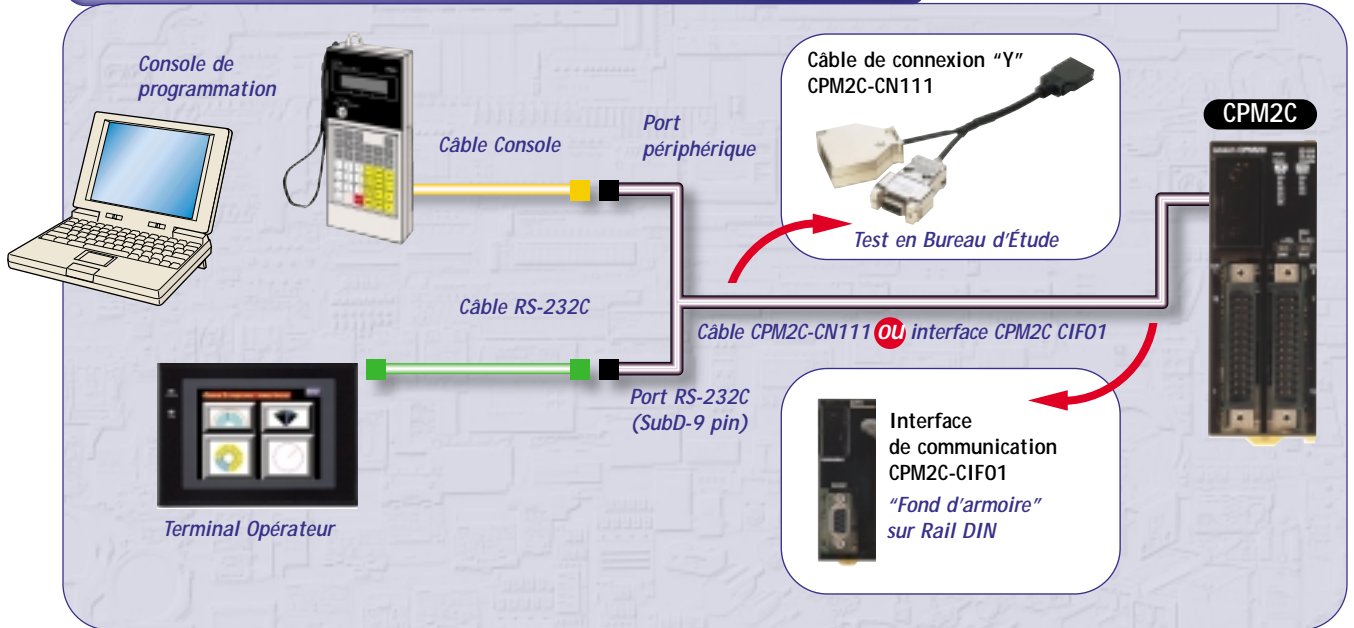 Console de
programmation
Câble Console
Port
périphérique
Câble de connexion “Y”
CPM2C-CN111
Test en Bureau d’Étude
CPM2C
Câble RS-232C
Câble CPM2C-CN111 OU interface CPM2C CIF01
Port RS-232C
(SubD-9 pin)
Terminal Opérateur
Interface
de communication
CPM2C-CIF01
“Fond d’armoire”
sur Rail DIN